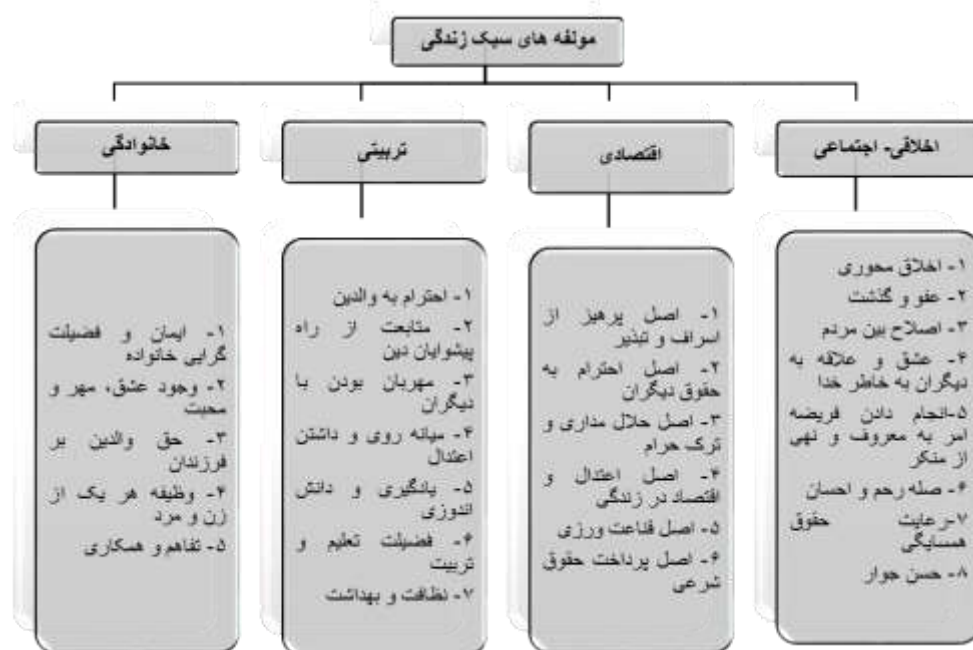 مولفه های سبک زندگی
اخلاقی- اجتماعی
۱- اخلاق محوری
۲- عفو و گذشت
۳- اصلاح بین مردم
۴- عشق و علاقه به
دیگران به خاطر خدا
۵-انجام دادن فریضه
امر به معروف و نهی
از منکر
۶- صله رحم و احسان
۷-رعایت حقوق
همسایگی
۸- حسن جوار
اقتصادی
۱- اصل پرهیز از
اسراف و تبذیر
۲- اصل احترام به
حقوق دیگران
۳- اصل حلال مداری و
ترک حرام
۴- اصل اعتدال و
اقتصاد در زندگی
۵- اصل قناعت ورزی
۶- اصل پرداخت حقوق
شرعی
تربیتی
۱- احترام به والدین
۲- متابعت از راه
پیشوایان دین
۳- مهربان بودن با
دیگران
۴- میانه روی و داشتن
اعتدال
۵- یادگیری و دانش
اندوزی
۶- فضیلت تعلیم و
تربیت
۷- نظافت و بهداشت
خانوادگی
۱- ایمان و فضیلت
گرایی خانواده
۲- وجود عشق، مهر و
محبت
۳- حق والدین بر
فرزندان
۴- وظیفه هر یک از
زن و مرد
۵- تفاهم و همکاری